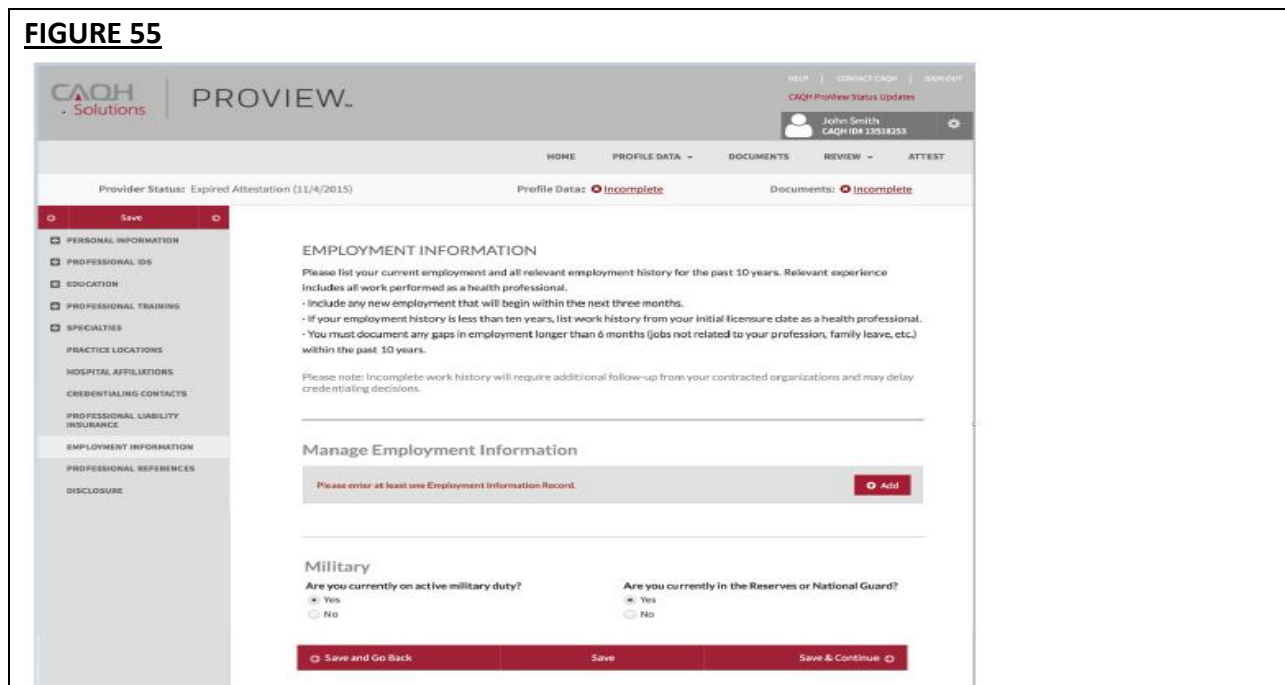 FIGURE 55
CAQH Solutions
PROVIEW™
HELP | CONTACT CAQH | SIGN OUT
CAQH ProView Status Updates
John Smith
CAQH ID# 13518253
HOME PROFILE DATA DOCUMENTS REVIEW ATTEST
Provider Status: Expired Attestation (11/4/2015) Profile Data: Incomplete Documents: Incomplete
Save
PERSONAL INFORMATION
PROFESSIONAL IDS
EDUCATION
PROFESSIONAL TRAINING
SPECIALTIES
PRACTICE LOCATIONS
HOSPITAL AFFILIATIONS
CREDENTIALING CONTACTS
PROFESSIONAL LIABILITY
INSURANCE
EMPLOYMENT INFORMATION
PROFESSIONAL REFERENCES
DISCLOSURE
EMPLOYMENT INFORMATION
Please list your current employment and all relevant employment history for the past 10 years. Relevant experience
includes all work performed as a health professional.
- Include any new employment that will begin within the next three months.
- If your employment history is less than ten years, list work history from your initial licensure date as a health professional.
- You must document any gaps in employment longer than 6 months (jobs not related to your profession, family leave, etc.)
within the past 10 years.
Please note: Incomplete work history will require additional follow-up from your contracted organizations and may delay
credentialing decisions.
Manage Employment Information
Please enter at least one Employment Information Record. Add
Military
Are you currently on active military duty? Are you currently in the Reserves or National Guard?
Yes Yes
No No
Save and Go Back Save Save & Continue